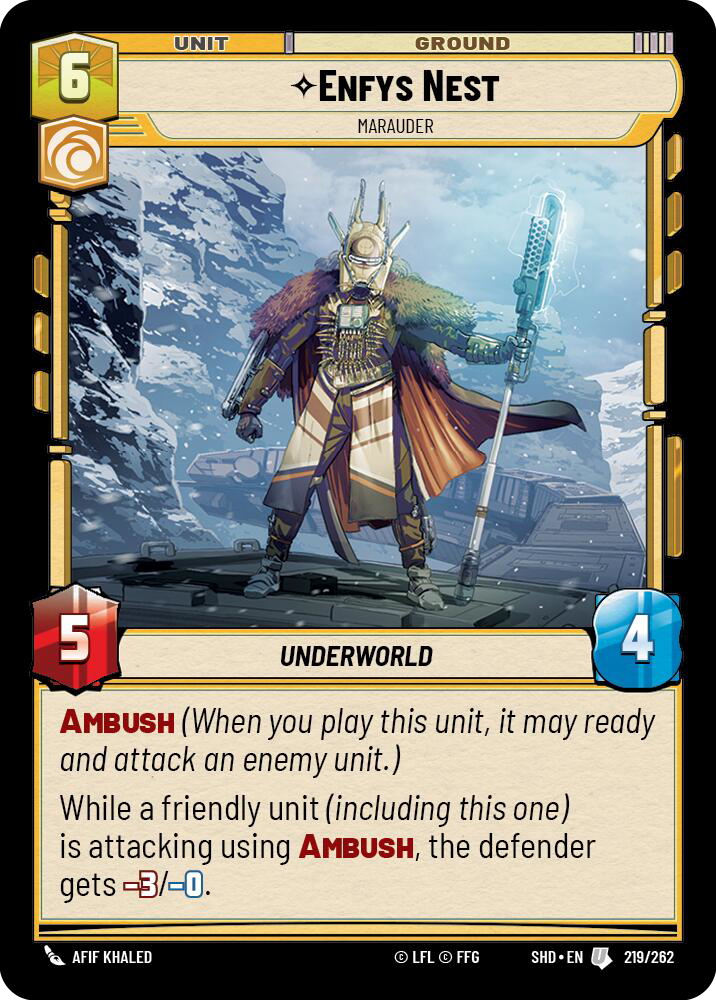 UNIT
GROUND
6
ENFYS NEST
MARAUDER
5
UNDERWORLD
4
AMBUSH (When you play this unit, it may ready
and attack an enemy unit.)
While a friendly unit (including this one)
is attacking using AMBUSH, the defender
gets -3/-0.
AFIF KHALED
© LFL © FFG
SHD • EN
U
219/262